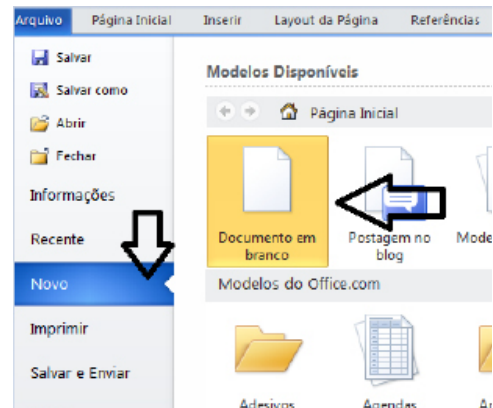 Arquivo Página Inicial Inserir Layout da Página Referências
Salvar
Salvar como
Abrir
Fechar
Informações
Recente
Novo
Imprimir
Salvar e Enviar
Modelos Disponíveis
Página Inicial
Documento em
branco
Postagem no
blog
Modelos do Office.com
Adesivos
Agendas